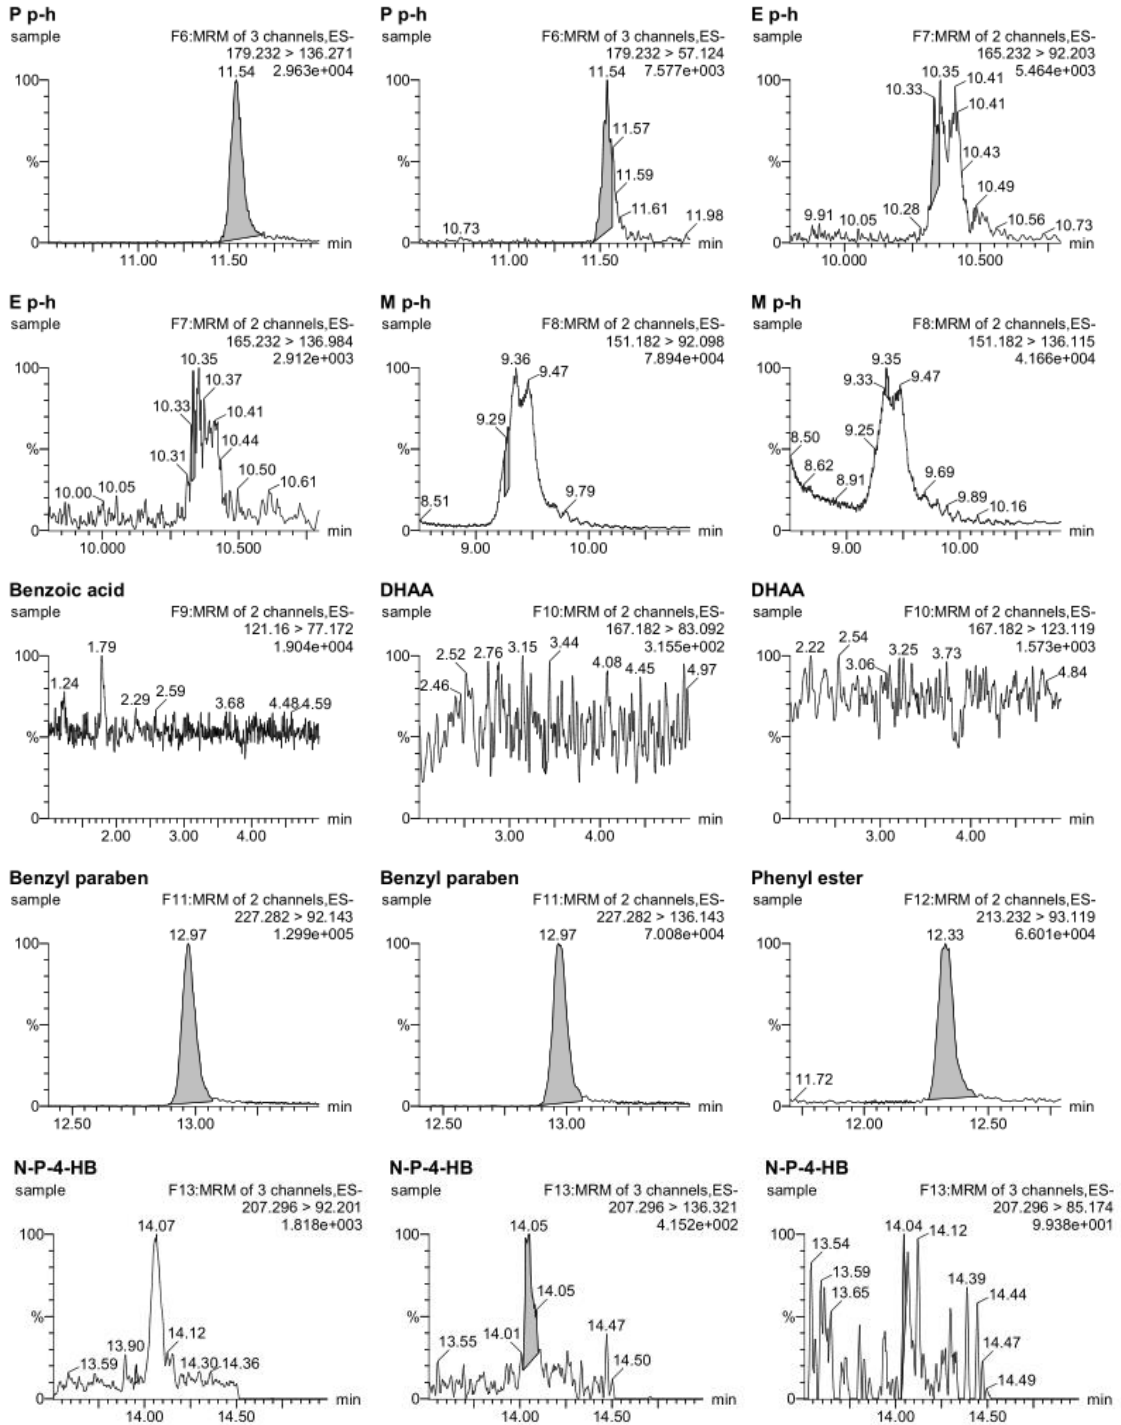 P p-h
sample
F6:MRM of 3 channels,ES-
179.232 > 136.271
11.54 2.963e+004
100
%
0
11.00 11.50
min
P p-h
sample
F6:MRM of 3 channels,ES-
179.232 > 57.124
11.54 7.577e+003
100
11.57
%
11.59
11.61
10.73
11.98
0
11.00 11.50
min
E p-h
sample
F7:MRM of 2 channels,ES-
165.232 > 92.203
5.464e+003
10.35
10.41
100
10.33
10.41
%
10.43
10.49
9.91
10.05
10.28
10.56
10.73
0
10.000 10.500
min
E p-h
sample
F7:MRM of 2 channels,ES-
165.232 > 136.984
2.912e+003
10.35
100
10.37
10.33
10.41
10.44
%
10.31
10.50
10.61
10.00
10.05
0
10.000 10.500
min
M p-h
sample
F8:MRM of 2 channels,ES-
151.182 > 92.098
7.894e+004
9.36
100
9.47
9.29
%
8.51
9.79
0
9.00 10.00
min
M p-h
sample
F8:MRM of 2 channels,ES-
151.182 > 136.115
4.166e+004
9.35
100
9.33
9.47
9.25
8.50
%
8.62
8.91
9.69
9.89
10.16
0
9.00 10.00
min
Benzoic acid
sample
F9:MRM of 2 channels,ES-
121.16 > 77.172
1.904e+004
1.79
100
1.24
2.29
2.59
3.68
4.48
4.59
%
0
2.00 3.00 4.00
min
DHAA
sample
F10:MRM of 2 channels,ES-
167.182 > 83.092
3.155e+002
100
2.52
2.76
3.15
3.44
4.08
4.45
4.97
2.46
%
0
3.00 4.00
min
DHAA
sample
F10:MRM of 2 channels,ES-
167.182 > 123.119
1.573e+003
100
2.22
2.54
3.06
3.25
3.73
4.84
%
0
3.00 4.00
min
Benzyl paraben
sample
F11:MRM of 2 channels,ES-
227.282 > 92.143
12.97 1.299e+005
100
%
0
12.50 13.00
min
Benzyl paraben
sample
F11:MRM of 2 channels,ES-
227.282 > 136.143
12.97 7.008e+004
100
%
0
12.50 13.00
min
Phenyl ester
sample
F12:MRM of 2 channels,ES-
213.232 > 93.119
12.33 6.601e+004
100
%
11.72
0
12.00 12.50
min
N-P-4-HB
sample
F13:MRM of 3 channels,ES-
207.296 > 92.201
14.07 1.818e+003
100
%
13.59
13.90
14.12
14.30
14.36
0
14.00 14.50
min
N-P-4-HB
sample
F13:MRM of 3 channels,ES-
207.296 > 136.321
14.05 4.152e+002
100
14.05
%
13.55
14.01
14.47
14.50
0
14.00 14.50
min
N-P-4-HB
sample
F13:MRM of 3 channels,ES-
207.296 > 85.174
9.938e+001
14.04
14.12
100
13.54
13.59
13.65
14.39
14.44
%
14.47
14.49
0
14.00 14.50
min